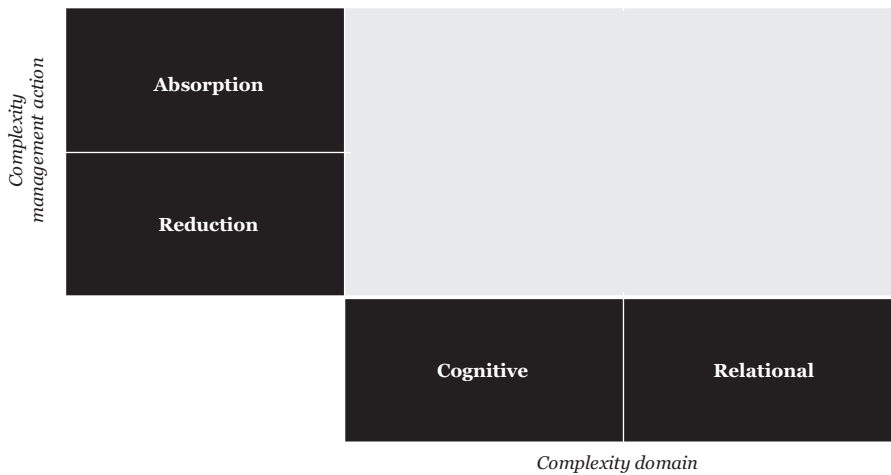 Complexity
management action
Absorption
Reduction
Cognitive
Relational
Complexity domain